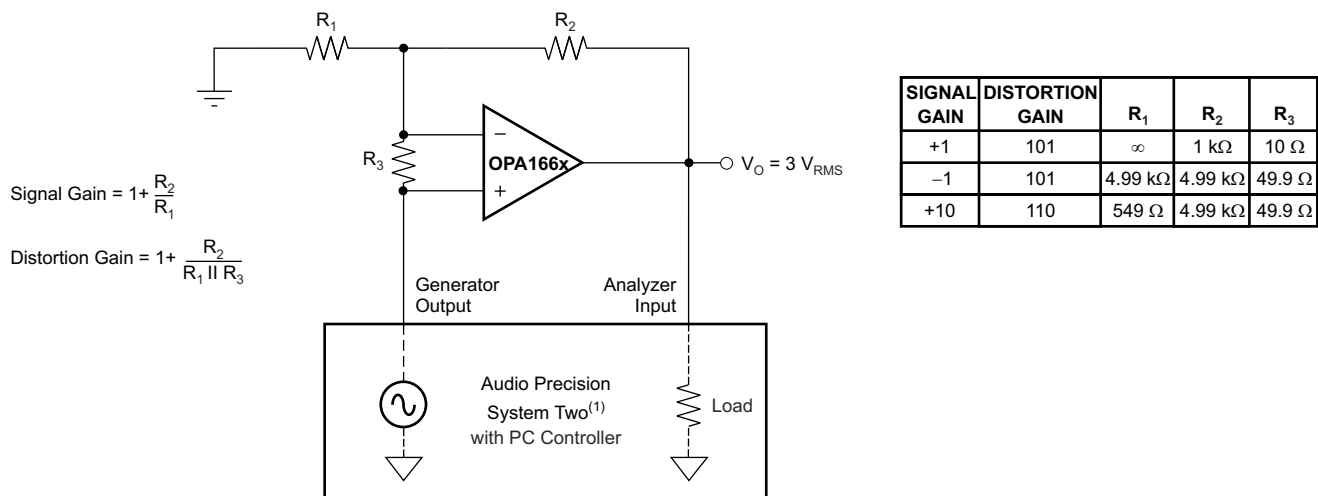 R1
R2
R3
−
OPA166x
+
VO = 3 VRMS
Signal Gain = 1+ R2
R1
Distortion Gain = 1+ R2
R1 II R3
Generator
Output
Analyzer
Input
Audio Precision
System Two(1)
with PC Controller
Load
SIGNAL GAIN DISTORTION GAIN R1 R2 R3
+1 101 ∞ 1 kΩ 10 Ω
−1 101 4.99 kΩ 4.99 kΩ 49.9 Ω
+10 110 549 Ω 4.99 kΩ 49.9 Ω